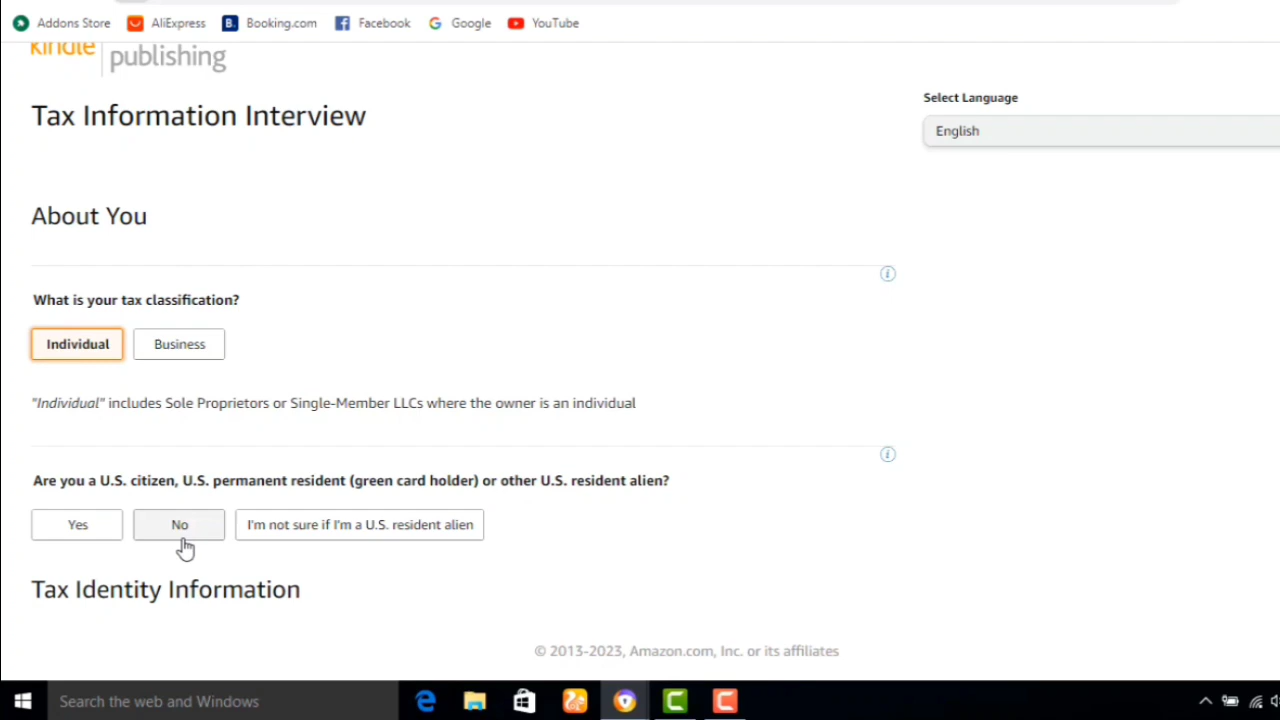 Addons Store AliExpress Booking.com Facebook Google YouTube
kindle publishing
Tax Information Interview
Select Language
English
About You
What is your tax classification?
Individual Business
"Individual" includes Sole Proprietors or Single-Member LLCs where the owner is an individual
Are you a U.S. citizen, U.S. permanent resident (green card holder) or other U.S. resident alien?
Yes No I'm not sure if I'm a U.S. resident alien
Tax Identity Information
© 2013-2023, Amazon.com, Inc. or its affiliates
Search the web and Windows